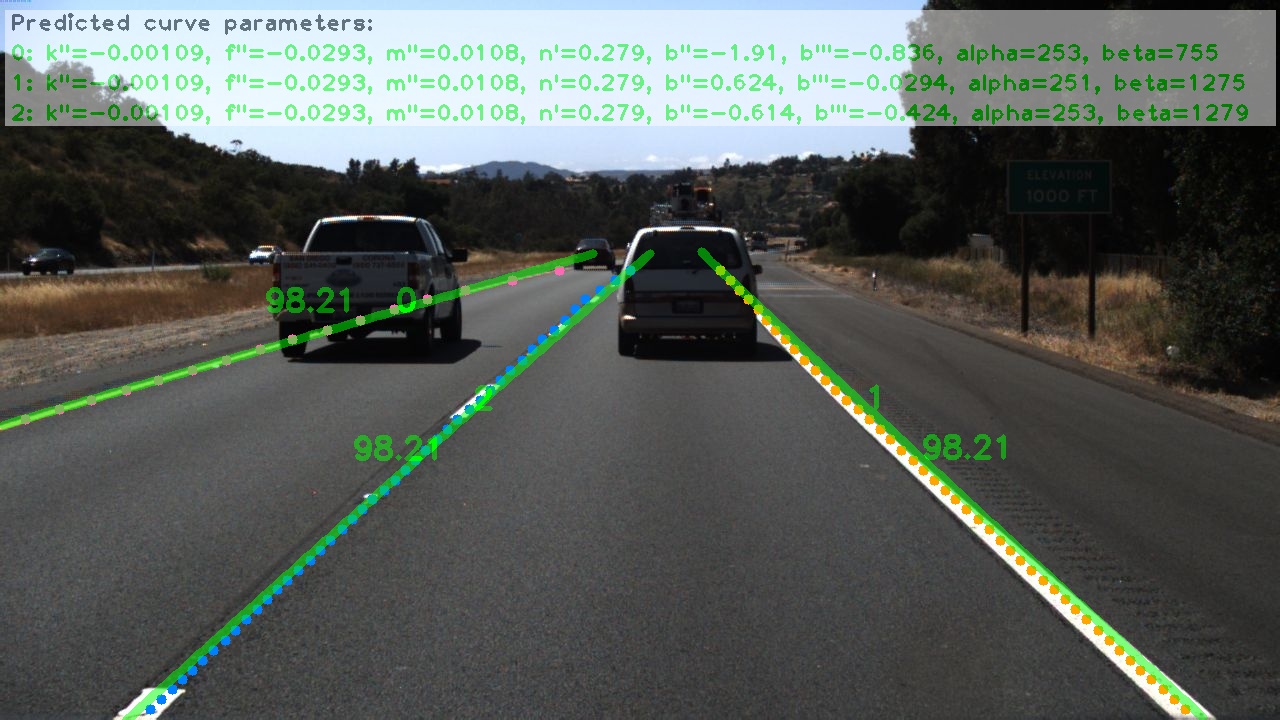 Predicted curve parameters:
0: k''=-0.00109, f''=-0.0293, m''=0.0108, n'=0.279, b''=-1.91, b'''=-0.836, alpha=253, beta=755
1: k''=-0.00109, f''=-0.0293, m''=0.0108, n'=0.279, b''=0.624, b'''=-0.0294, alpha=251, beta=1275
2: k''=-0.00109, f''=-0.0293, m''=0.0108, n'=0.279, b''=-0.614, b'''=-0.424, alpha=253, beta=1279
ELEVATION
1000 FT
CORONA
98.21 0
2
1
98.21
98.21